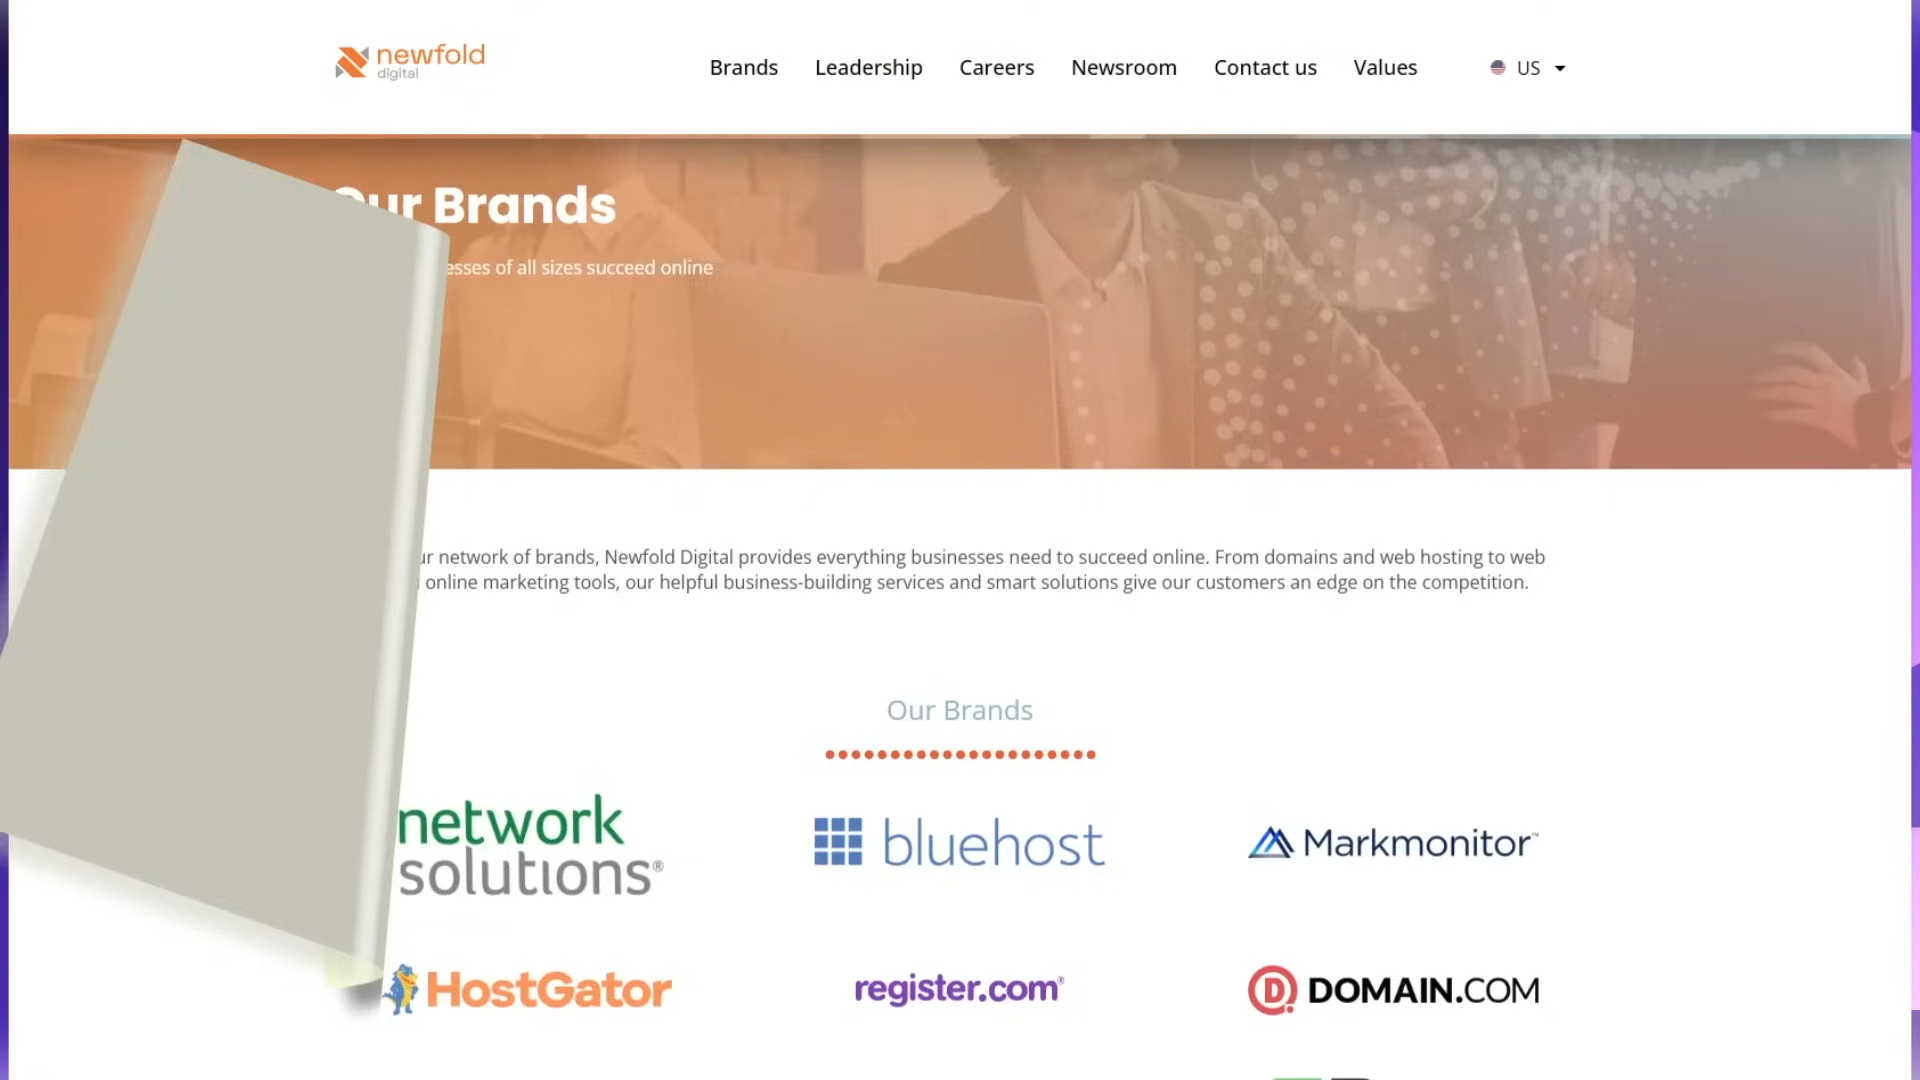 newfold
digital
Brands Leadership Careers Newsroom Contact us Values US
Our Brands
esses of all sizes succeed online
ur network of brands, Newfold Digital provides everything businesses need to succeed online. From domains and web hosting to web
online marketing tools, our helpful business-building services and smart solutions give our customers an edge on the competition.
Our Brands
network
solutions®
bluehost
Markmonitor™
HostGator
register.com®
DOMAIN.COM